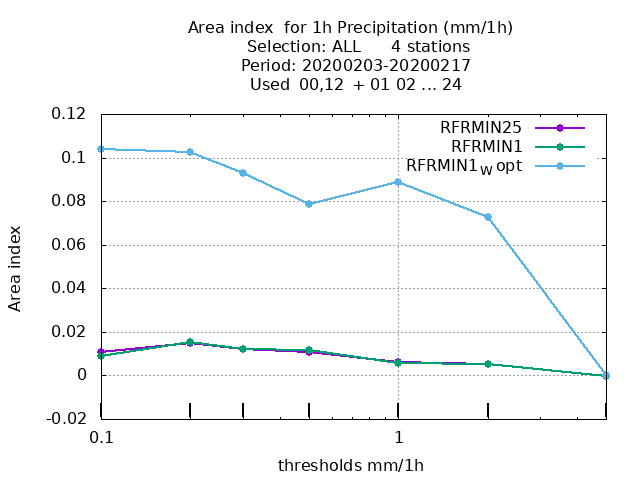 Area index  for 1h Precipitation (mm/1h)
Selection: ALL      4 stations
Period: 20200203-20200217
Used  00,12  + 01 02 ... 24
RFRMIN25
RFRMIN1
RFRMIN1wopt
0.12
0.1
0.08
0.06
0.04
0.02
0
-0.02
Area index
0.1
1
thresholds mm/1h